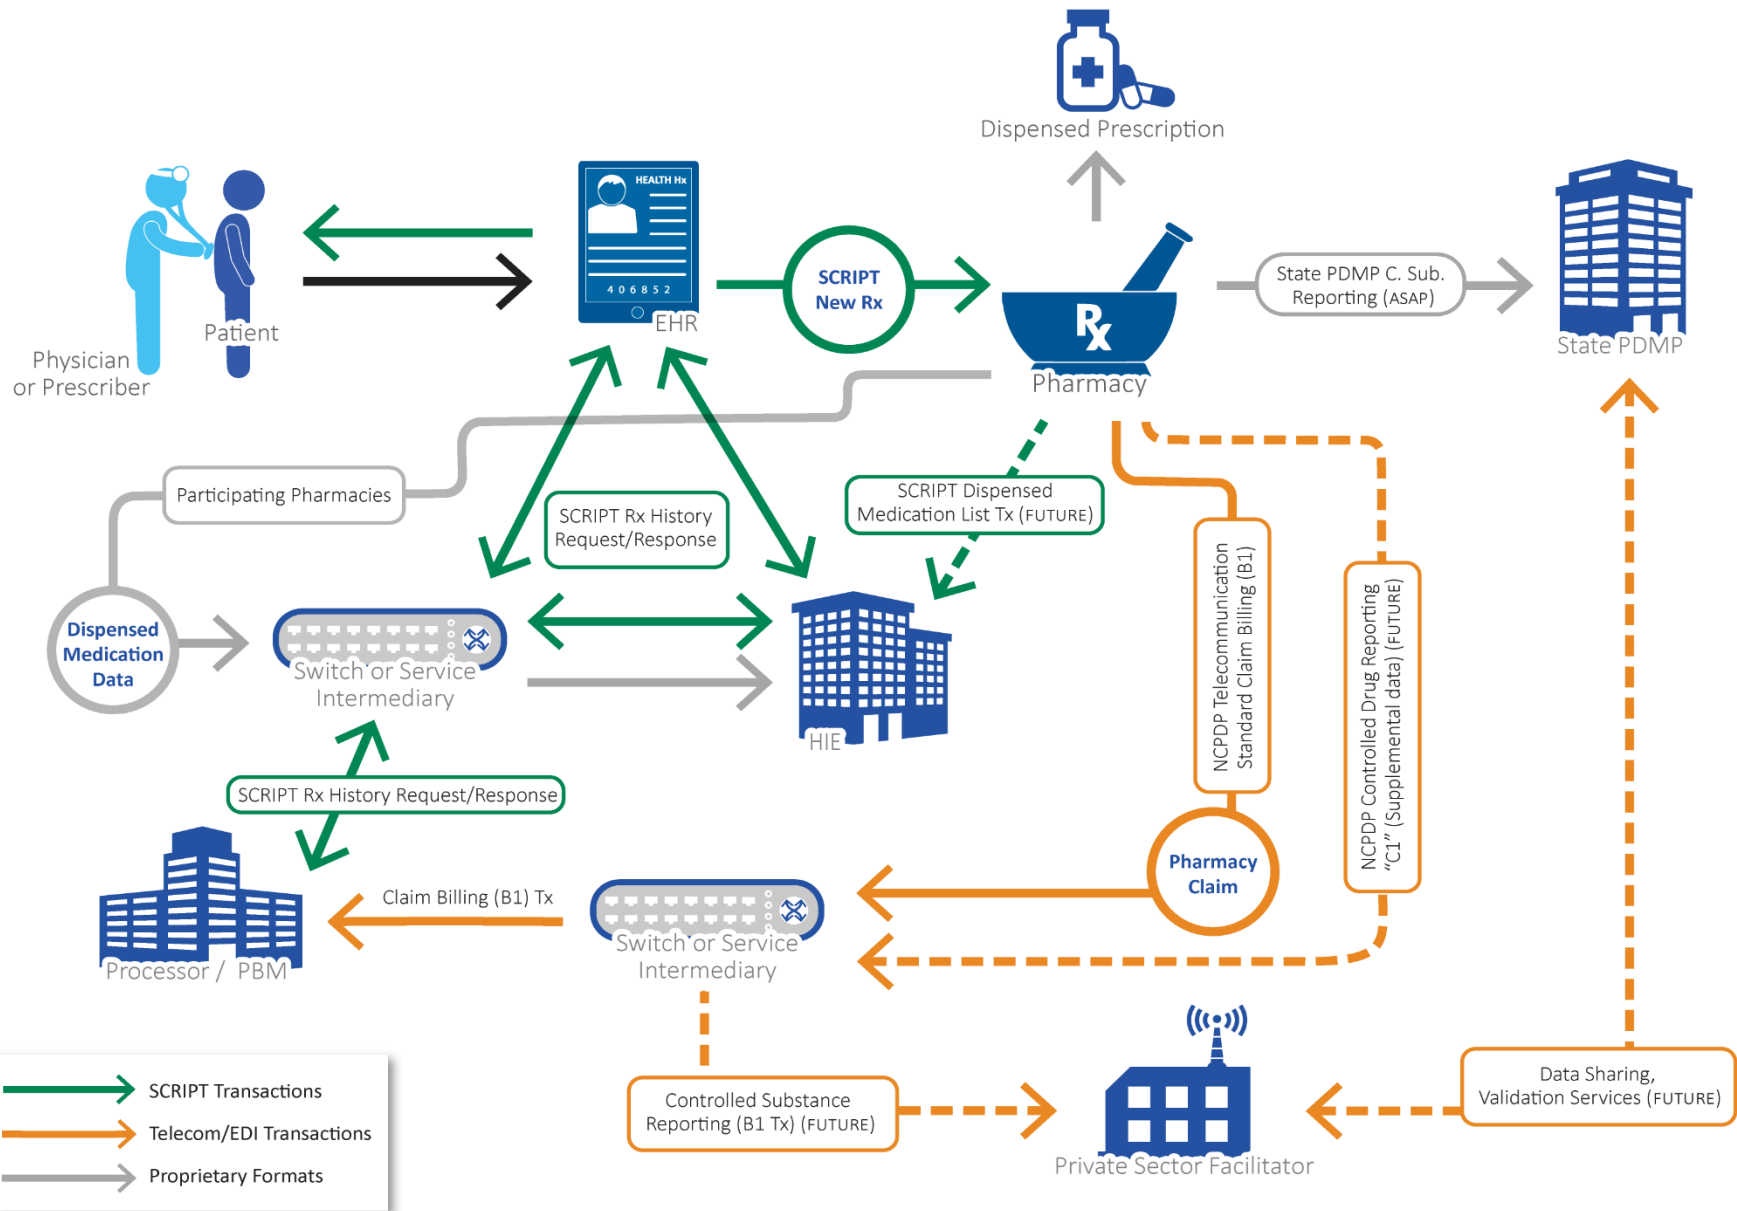 Dispensed Prescription
HEALTH Hx
406852
EHR
SCRIPT
New Rx
Rx
Pharmacy
State PDMP C. Sub.
Reporting (ASAP)
State PDMP
Patient
Physician
or Prescriber
Participating Pharmacies
SCRIPT Rx History
Request/Response
SCRIPT Dispensed
Medication List Tx (FUTURE)
NCPDP Telecommunication
Standard Claim Billing (B1)
NCPDP Controlled Drug Reporting
“C1” (Supplemental data) (FUTURE)
Dispensed
Medication
Data
Switch or Service
Intermediary
HIE
SCRIPT Rx History Request/Response
Pharmacy
Claim
Claim Billing (B1) Tx
Processor / PBM
Switch or Service
Intermediary
Controlled Substance
Reporting (B1 Tx) (FUTURE)
Private Sector Facilitator
Data Sharing,
Validation Services (FUTURE)
SCRIPT Transactions
Telecom/EDI Transactions
Proprietary Formats